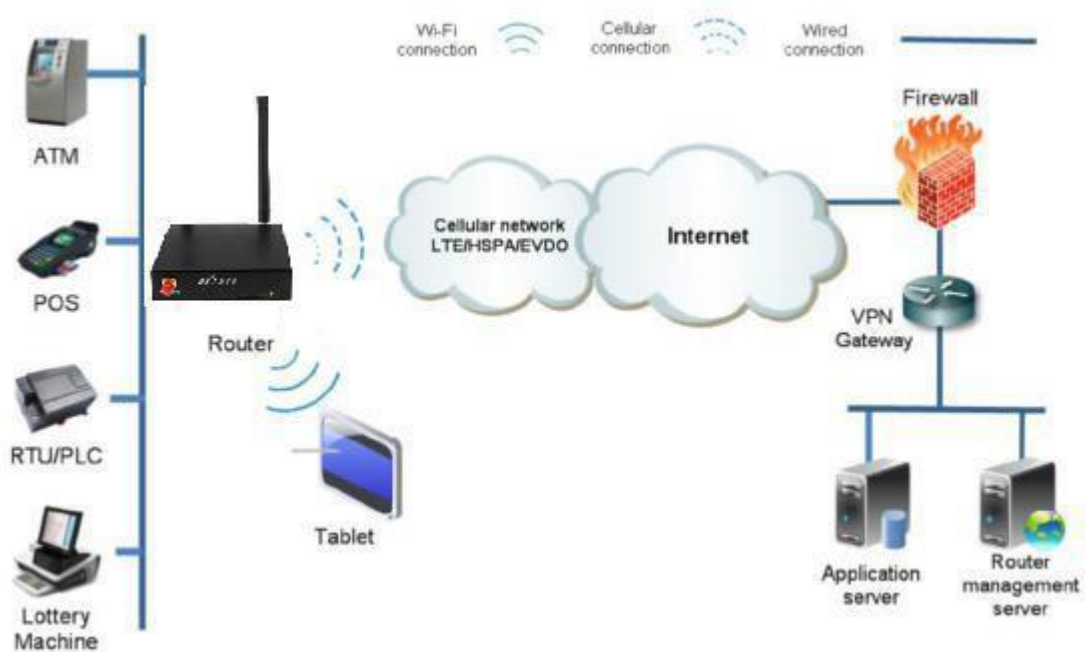 Wi-Fi
connection
Cellular
connection
Wired
connection
Firewall
ATM
Cellular network
LTE/HSPA/EVDO
Internet
POS
VPN
Gateway
Router
RTU/PLC
Tablet
Application
server
Router
management
server
Lottery
Machine